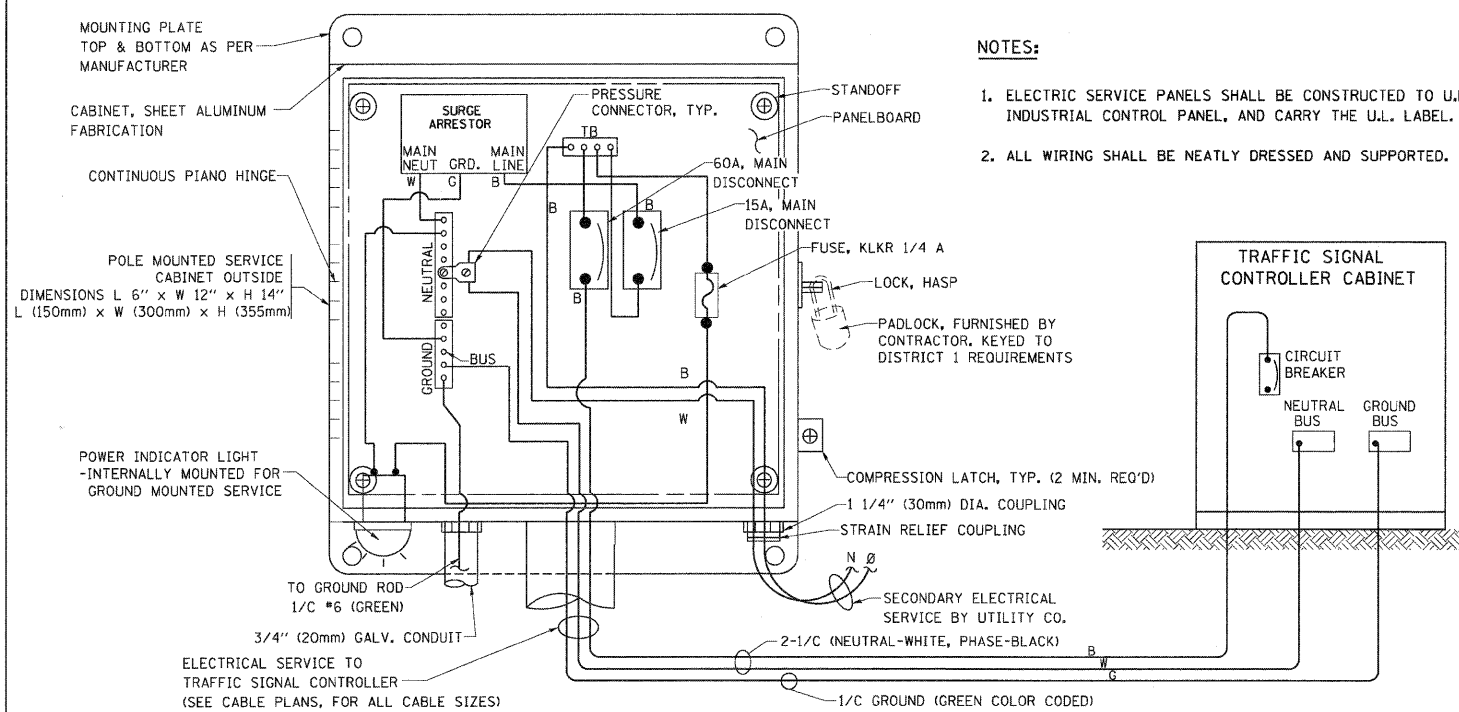 MOUNTING PLATE
TOP & BOTTOM AS PER
MANUFACTURER
CABINET, SHEET ALUMINUM
FABRICATION
CONTINUOUS PIANO HINGE
POLE MOUNTED SERVICE
CABINET OUTSIDE
DIMENSIONS L 6" x W 12" x H 14"
L (150mm) x W (300mm) x H (355mm)
POWER INDICATOR LIGHT
-INTERNALLY MOUNTED FOR
GROUND MOUNTED SERVICE
SURGE
ARRESTOR
MAIN
NEUT
GRD.
MAIN
LINE
W
G
B
PRESSURE
CONNECTOR, TYP.
TB
60A, MAIN
DISCONNECT
15A, MAIN
DISCONNECT
B
B
B
NEUTRAL
GROUND
BUS
B
W
STANDOFF
PANELBOARD
FUSE, KLKR 1/4 A
LOCK, HASP
PADLOCK, FURNISHED BY
CONTRACTOR, KEYED TO
DISTRICT 1 REQUIREMENTS
COMPRESSION LATCH, TYP. (2 MIN. REQ'D)
1 1/4" (30mm) DIA. COUPLING
STRAIN RELIEF COUPLING
N Ø
SECONDARY ELECTRICAL
SERVICE BY UTILITY CO.
TO GROUND ROD
1/C #6 (GREEN)
3/4" (20mm) GALV. CONDUIT
ELECTRICAL SERVICE TO
TRAFFIC SIGNAL CONTROLLER
(SEE CABLE PLANS, FOR ALL CABLE SIZES)
2-1/C (NEUTRAL-WHITE, PHASE-BLACK)
B
W
G
1/C GROUND (GREEN COLOR CODED)
NOTES:
1. ELECTRIC SERVICE PANELS SHALL BE CONSTRUCTED TO U.
INDUSTRIAL CONTROL PANEL, AND CARRY THE U.L. LABEL.
2. ALL WIRING SHALL BE NEATLY DRESSED AND SUPPORTED.
TRAFFIC SIGNAL
CONTROLLER CABINET
CIRCUIT
BREAKER
NEUTRAL
BUS
GROUND
BUS